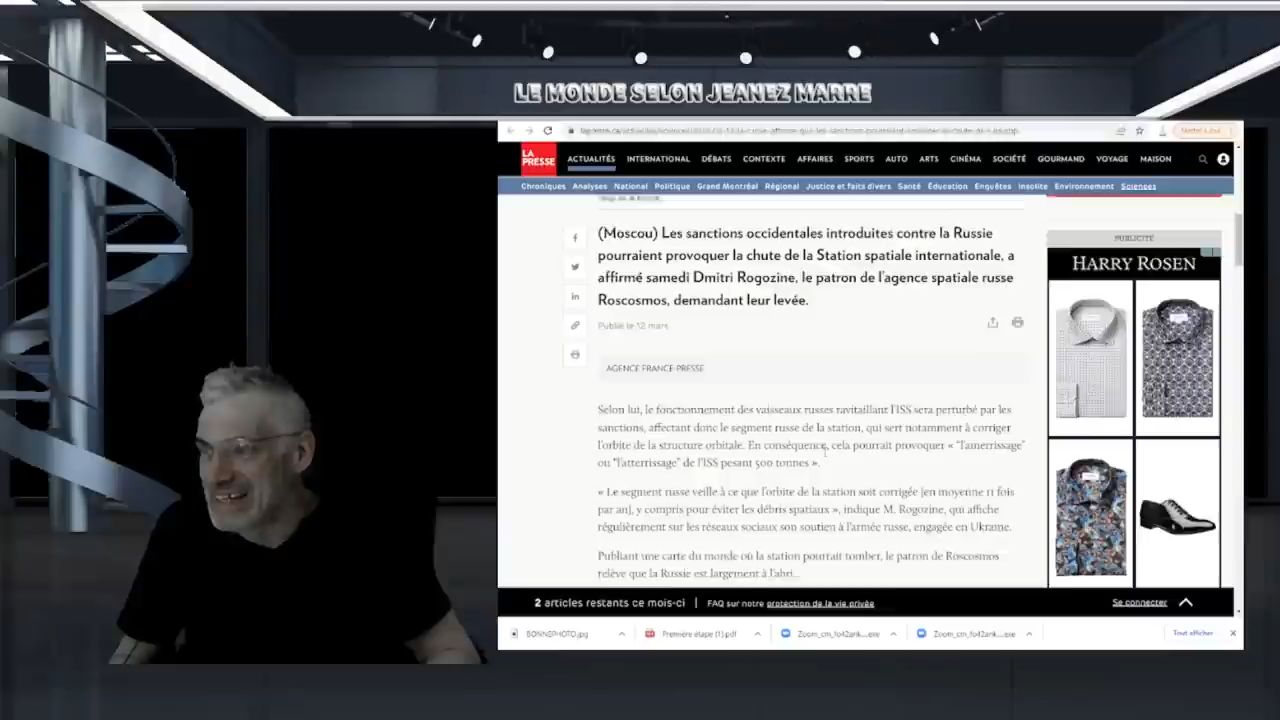 LE MONDE SELON JEANEZ MARRE
LA PRESSE
ACTUALITÉS INTERNATIONAL DÉBATS CONTEXTE AFFAIRES SPORTS AUTO ARTS CINÉMA SOCIÉTÉ GOURMAND VOYAGE MAISON
Chroniques Analyses National Politique Grand Montréal Régional Justice et faits divers Santé Éducation Enquêtes Insolite Environnement Sciences
(Moscou) Les sanctions occidentales introduites contre la Russie
pourraient provoquer la chute de la Station spatiale internationale, a
affirmé samedi Dmitri Rogozine, le patron de l'agence spatiale russe
Roscosmos, demandant leur levée.
Publié le 12 mars
AGENCE FRANCE-PRESSE
Selon lui, le fonctionnement des vaisseaux russes ravitaillant l'ISS sera perturbé par les
sanctions, affectant donc le segment russe de la station, qui sert notamment à corriger
l'orbite de la structure orbitale. En conséquence, cela pourrait provoquer « "l'amerrissage"
ou "l'atterrissage" de l'ISS pesant 500 tonnes ».
« Le segment russe veille à ce que l'orbite de la station soit corrigée [en moyenne 11 fois
par an], y compris pour éviter les débris spatiaux », indique M. Rogozine, qui affiche
régulièrement sur les réseaux sociaux son soutien à l'armée russe, engagée en Ukraine.
Publiant une carte du monde où la station pourrait tomber, le patron de Roscosmos
relève que la Russie est largement à l'abri...
PUBLICITÉ
HARRY ROSEN
2 articles restants ce mois-ci | FAQ sur notre protection de la vie privée
Se connecter
BONNEPHOTO.jpg
Première étape (1).pdf
Zoom_cm_fo42ank....exe
Zoom_cm_fo42ank....exe
Tout afficher